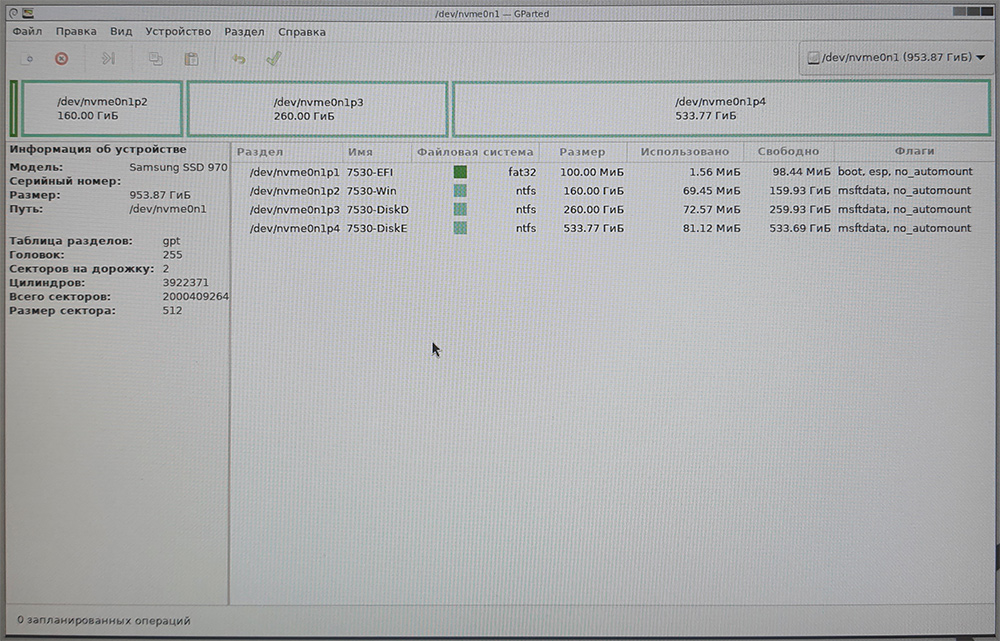 /dev/nvme0n1 — GParted
Файл Правка Вид Устройство Раздел Справка
/dev/nvme0n1 (953.87 ГиБ)
/dev/nvme0n1p2
160.00 ГиБ
/dev/nvme0n1p3
260.00 ГиБ
/dev/nvme0n1p4
533.77 ГиБ
Информация об устройстве
Модель: Samsung SSD 970
Серийный номер:
Размер: 953.87 ГиБ
Путь: /dev/nvme0n1
Таблица разделов: gpt
Головок: 255
Секторов на дорожку: 2
Цилиндров: 3922371
Всего секторов: 2000409264
Размер сектора: 512
Раздел Имя Файловая система Размер Использовано Свободно Флаги
/dev/nvme0n1p1 7530-EFI fat32 100.00 МиБ 1.56 МиБ 98.44 МиБ boot, esp, no_automount
/dev/nvme0n1p2 7530-Win ntfs 160.00 ГиБ 69.45 МиБ 159.93 ГиБ msftdata, no_automount
/dev/nvme0n1p3 7530-DiskD ntfs 260.00 ГиБ 72.57 МиБ 259.93 ГиБ msftdata, no_automount
/dev/nvme0n1p4 7530-DiskE ntfs 533.77 ГиБ 81.12 МиБ 533.69 ГиБ msftdata, no_automount
0 запланированных операций